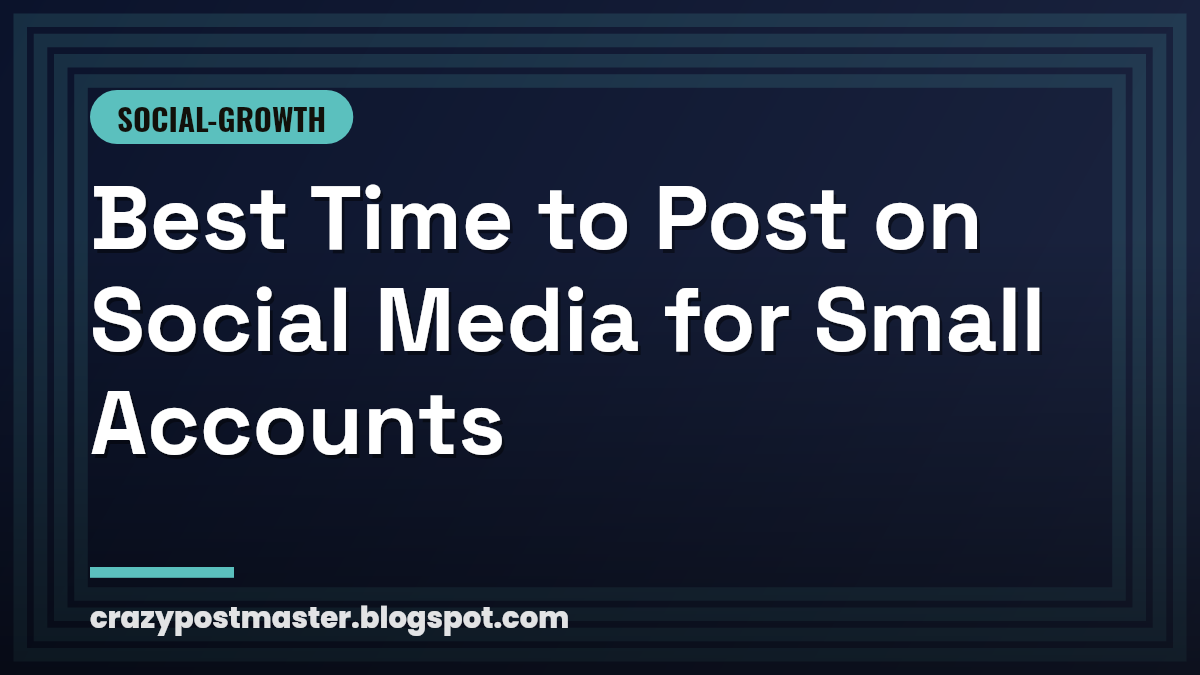 SOCIAL-GROWTH
Best Time to Post on
Social Media for Small
Accounts
crazypostmaster.blogspot.com